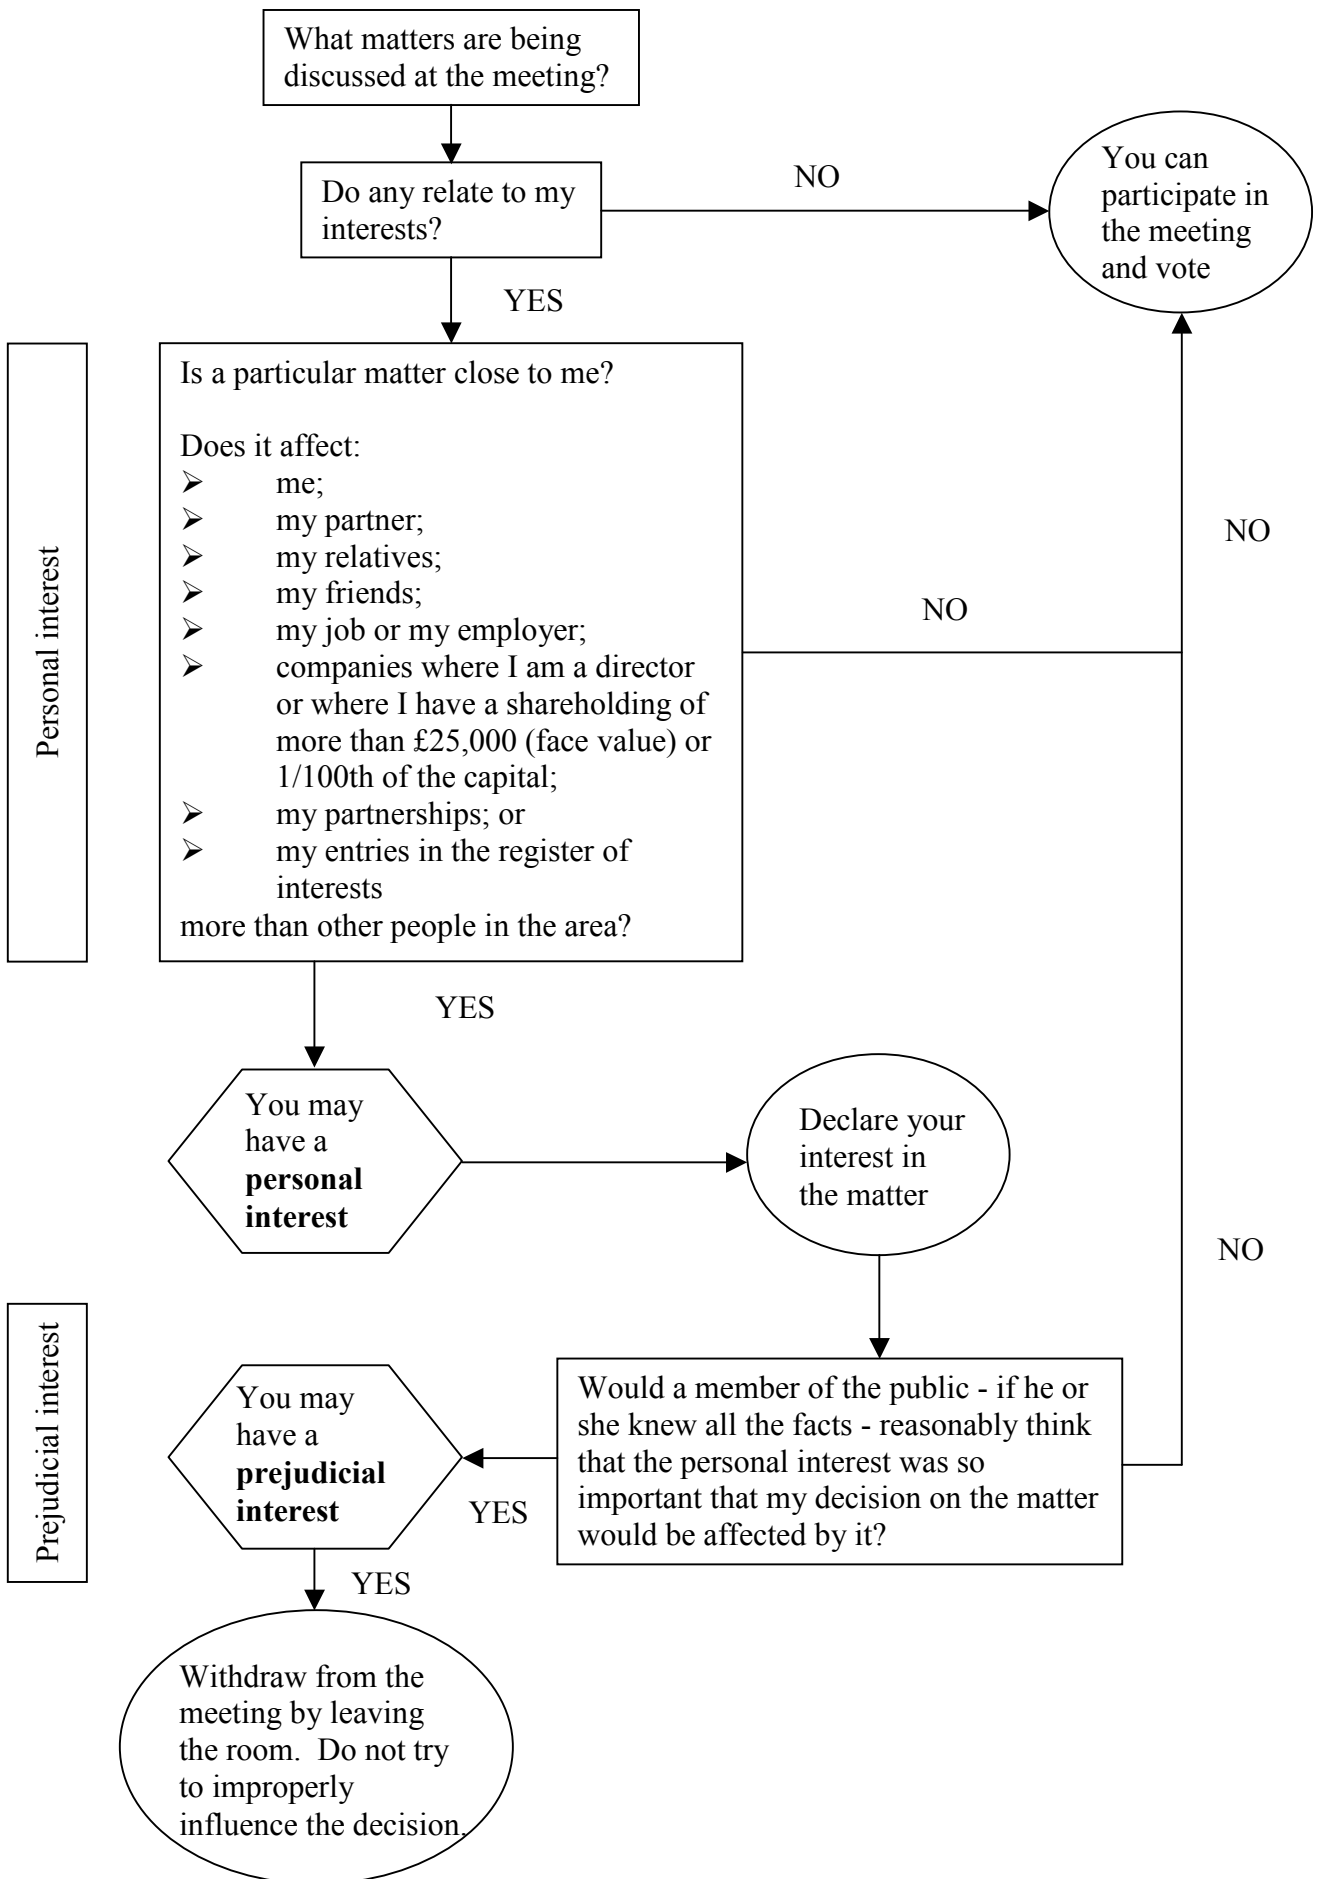 What matters are being
discussed at the meeting?
Do any relate to my
interests?
NO
You can
participate in
the meeting
and vote
YES
Personal interest
Is a particular matter close to me?
Does it affect:
➢ me;
➢ my partner;
➢ my relatives;
➢ my friends;
➢ my job or my employer;
➢ companies where I am a director
or where I have a shareholding of
more than £25,000 (face value) or
1/100th of the capital;
➢ my partnerships; or
➢ my entries in the register of
interests
more than other people in the area?
NO
NO
YES
You may
have a
personal
interest
Declare your
interest in
the matter
NO
Prejudicial interest
You may
have a
prejudicial
interest
YES
Would a member of the public - if he or
she knew all the facts - reasonably think
that the personal interest was so
important that my decision on the matter
would be affected by it?
YES
Withdraw from the
meeting by leaving
the room.  Do not try
to improperly
influence the decision.